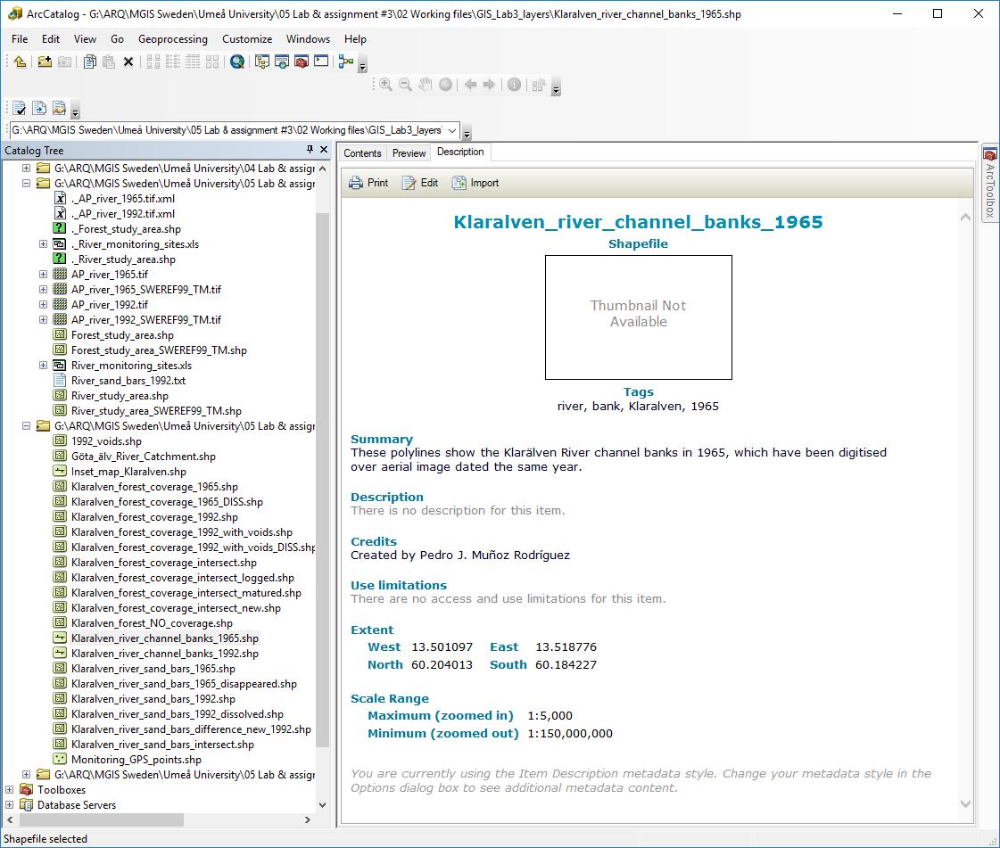 ArcCatalog - G:\ARQ\MGIS Sweden\Umeå University\05 Lab & assignment #3\02 Working files\GIS_Lab3_layers\Klaralven_river_channel_banks_1965.shp
File Edit View Go Geoprocessing Customize Windows Help
G:\ARQ\MGIS Sweden\Umeå University\05 Lab & assignment #3\02 Working files\GIS_Lab3_layers\
Catalog Tree
G:\ARQ\MGIS Sweden\Umeå University\04 Lab & assigr
G:\ARQ\MGIS Sweden\Umeå University\05 Lab & assigr
._AP_river_1965.tif.xml
._AP_river_1992.tif.xml
._Forest_study_area.shp
._River_monitoring_sites.xls
._River_study_area.shp
AP_river_1965.tif
AP_river_1965_SWEREF99_TM.tif
AP_river_1992.tif
AP_river_1992_SWEREF99_TM.tif
Forest_study_area.shp
Forest_study_area_SWEREF99_TM.shp
River_monitoring_sites.xls
River_sand_bars_1992.txt
River_study_area.shp
River_study_area_SWEREF99_TM.shp
G:\ARQ\MGIS Sweden\Umeå University\05 Lab & assigr
1992_voids.shp
Göta_älv_River_Catchment.shp
Inset_map_Klaralven.shp
Klaralven_forest_coverage_1965.shp
Klaralven_forest_coverage_1965_DISS.shp
Klaralven_forest_coverage_1992.shp
Klaralven_forest_coverage_1992_with_voids.shp
Klaralven_forest_coverage_1992_with_voids_DISS.shp
Klaralven_forest_coverage_intersect.shp
Klaralven_forest_coverage_intersect_logged.shp
Klaralven_forest_coverage_intersect_matured.shp
Klaralven_forest_coverage_intersect_new.shp
Klaralven_forest_NO_coverage.shp
Klaralven_river_channel_banks_1965.shp
Klaralven_river_channel_banks_1992.shp
Klaralven_river_sand_bars_1965.shp
Klaralven_river_sand_bars_1965_disappeared.shp
Klaralven_river_sand_bars_1992.shp
Klaralven_river_sand_bars_1992_dissolved.shp
Klaralven_river_sand_bars_difference_new_1992.shp
Klaralven_river_sand_bars_intersect.shp
Monitoring_GPS_points.shp
G:\ARQ\MGIS Sweden\Umeå University\05 Lab & assigr
Toolboxes
Database Servers
Contents Preview Description
Print Edit Import
Klaralven_river_channel_banks_1965
Shapefile
Thumbnail Not
Available
Tags
river, bank, Klaralven, 1965
Summary
These polylines show the Klarälven River channel banks in 1965, which have been digitised
over aerial image dated the same year.
Description
There is no description for this item.
Credits
Created by Pedro J. Muñoz Rodríguez
Use limitations
There are no access and use limitations for this item.
Extent
West 13.501097 East 13.518776
North 60.204013 South 60.184227
Scale Range
Maximum (zoomed in) 1:5,000
Minimum (zoomed out) 1:150,000,000
You are currently using the Item Description metadata style. Change your metadata style in the
Options dialog box to see additional metadata content.
ArcToolbox
Shapefile selected